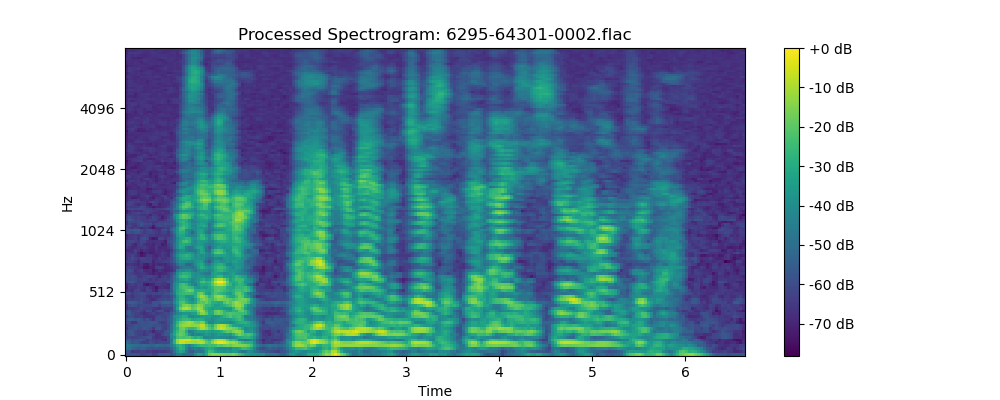 Processed Spectrogram: 6295-64301-0002.flac
Hz
4096
2048
1024
512
0
0 1 2 3 4 5 6
Time
+0 dB
-10 dB
-20 dB
-30 dB
-40 dB
-50 dB
-60 dB
-70 dB